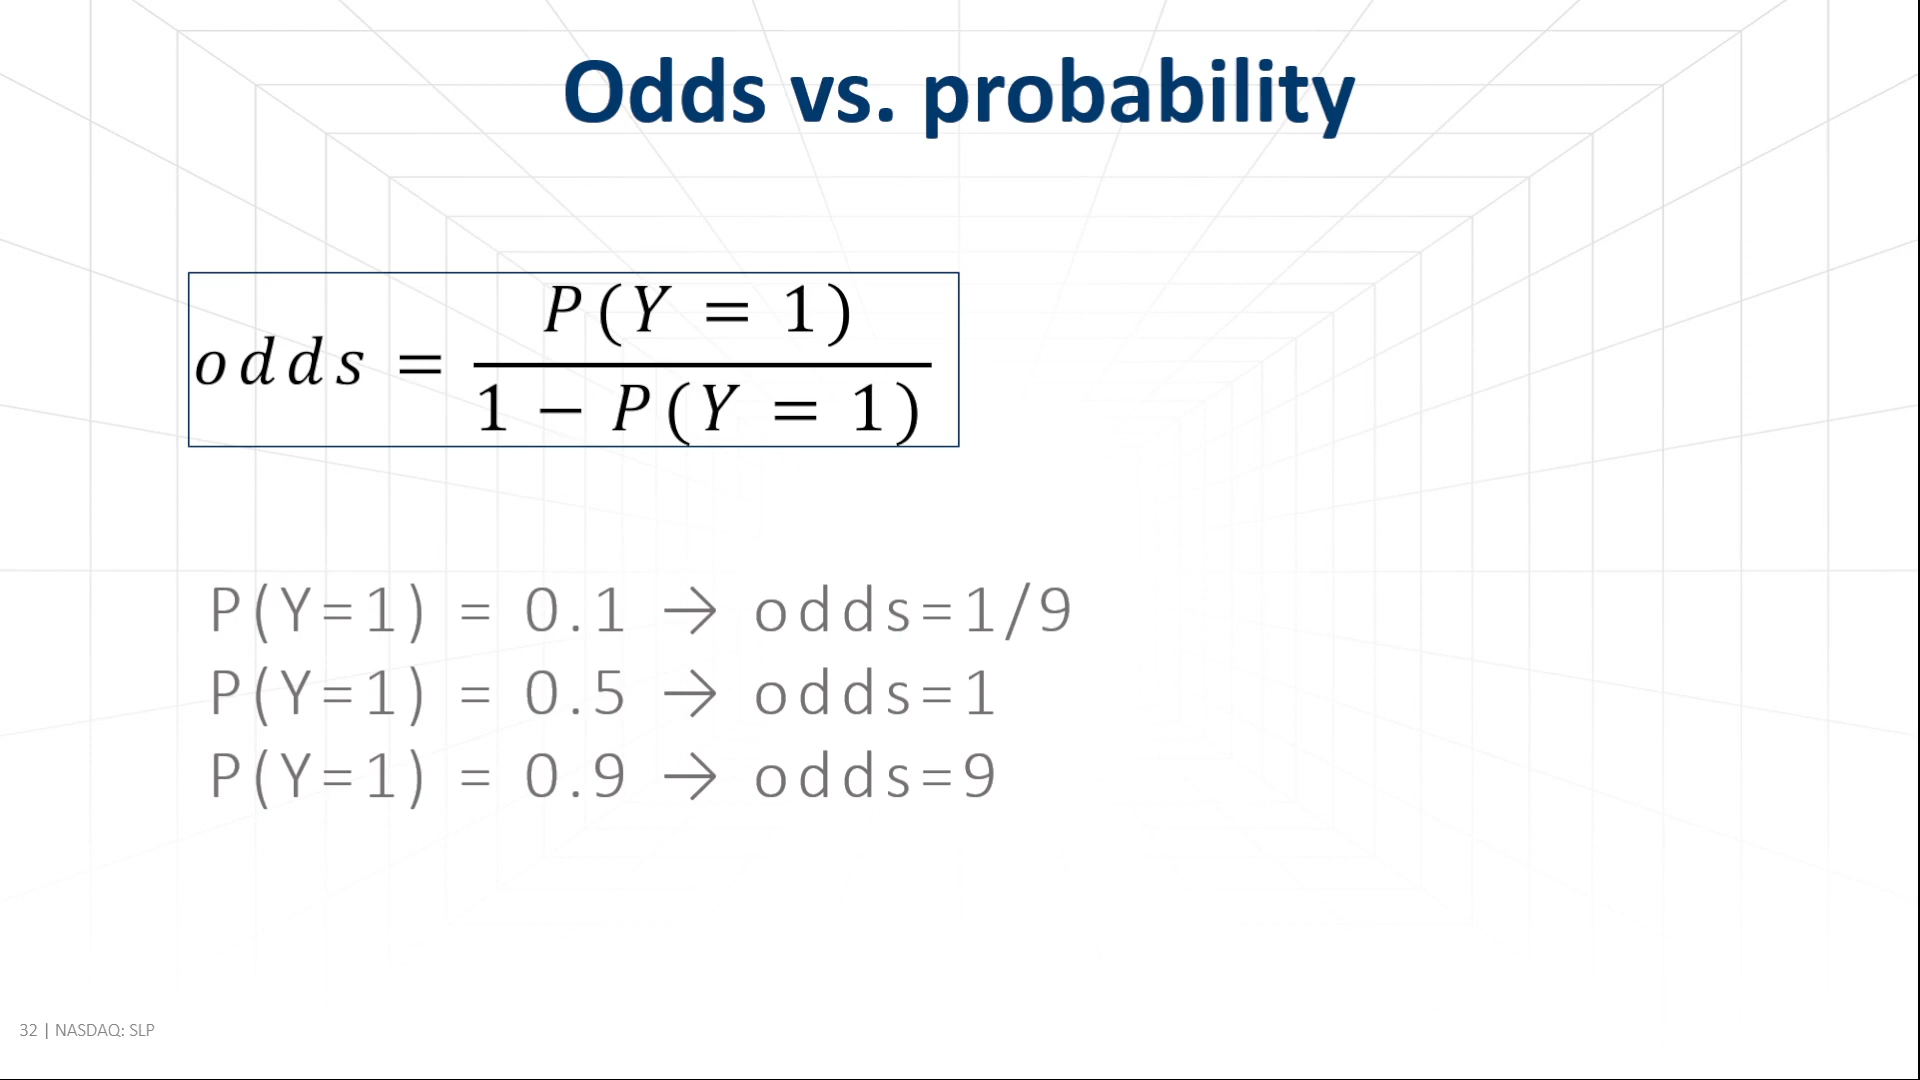 Odds vs. probability
odds = P(Y = 1) / 1 − P(Y = 1)
P(Y=1) = 0.1 → odds=1/9
P(Y=1) = 0.5 → odds=1
P(Y=1) = 0.9 → odds=9
32 | NASDAQ: SLP